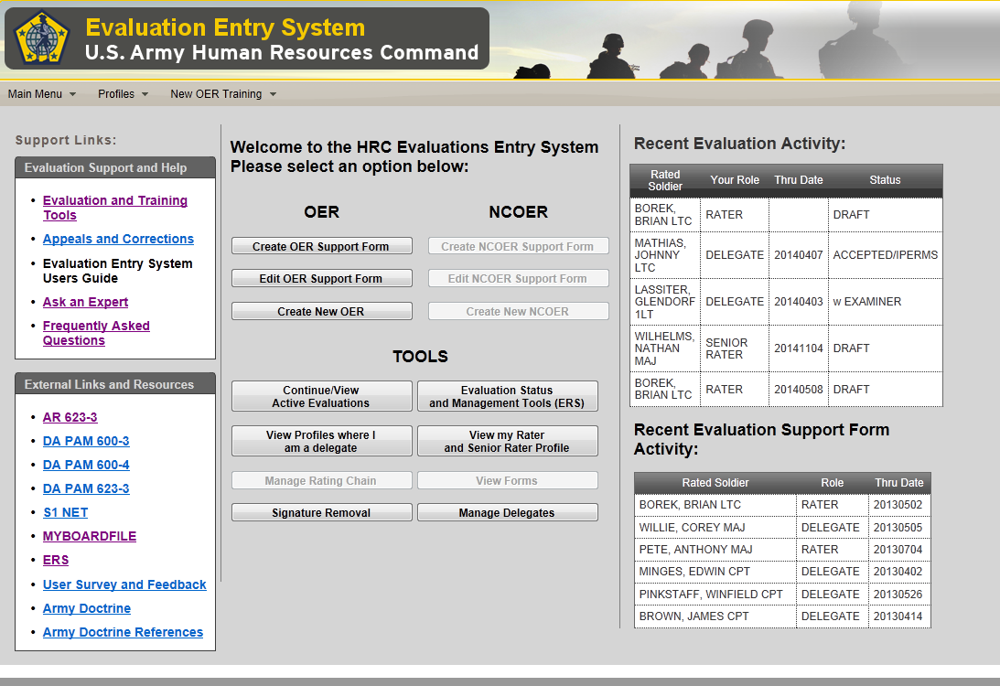 Evaluation Entry System
U.S. Army Human Resources Command
Main Menu
Profiles
New OER Training
Support Links:
Evaluation Support and Help
• Evaluation and Training
Tools
• Appeals and Corrections
• Evaluation Entry System
Users Guide
• Ask an Expert
• Frequently Asked
Questions
External Links and Resources
• AR 623-3
• DA PAM 600-3
• DA PAM 600-4
• DA PAM 623-3
• S1 NET
• MYBOARDFILE
• ERS
• User Survey and Feedback
• Army Doctrine
• Army Doctrine References
Welcome to the HRC Evaluations Entry System
Please select an option below:
OER
NCOER
Create OER Support Form
Create NCOER Support Form
Edit OER Support Form
Edit NCOER Support Form
Create New OER
Create New NCOER
TOOLS
Continue/View
Active Evaluations
Evaluation Status
and Management Tools (ERS)
View Profiles where I
am a delegate
View my Rater
and Senior Rater Profile
Manage Rating Chain
View Forms
Signature Removal
Manage Delegates
Recent Evaluation Activity:
Rated
Soldier
Your Role
Thru Date
Status
BOREK,
BRIAN LTC
RATER
DRAFT
MATHIAS,
JOHNNY
LTC
DELEGATE
20140407
ACCEPTED/IPERMS
LASSITER,
GLENDORF
1LT
DELEGATE
20140403
w EXAMINER
WILHELMS,
NATHAN
MAJ
SENIOR
RATER
20141104
DRAFT
BOREK,
BRIAN LTC
RATER
20140508
DRAFT
Recent Evaluation Support Form
Activity:
Rated Soldier
Role
Thru Date
BOREK, BRIAN LTC
RATER
20130502
WILLIE, COREY MAJ
DELEGATE
20130505
PETE, ANTHONY MAJ
RATER
20130704
MINGES, EDWIN CPT
DELEGATE
20130402
PINKSTAFF, WINFIELD CPT
DELEGATE
20130526
BROWN, JAMES CPT
DELEGATE
20130414